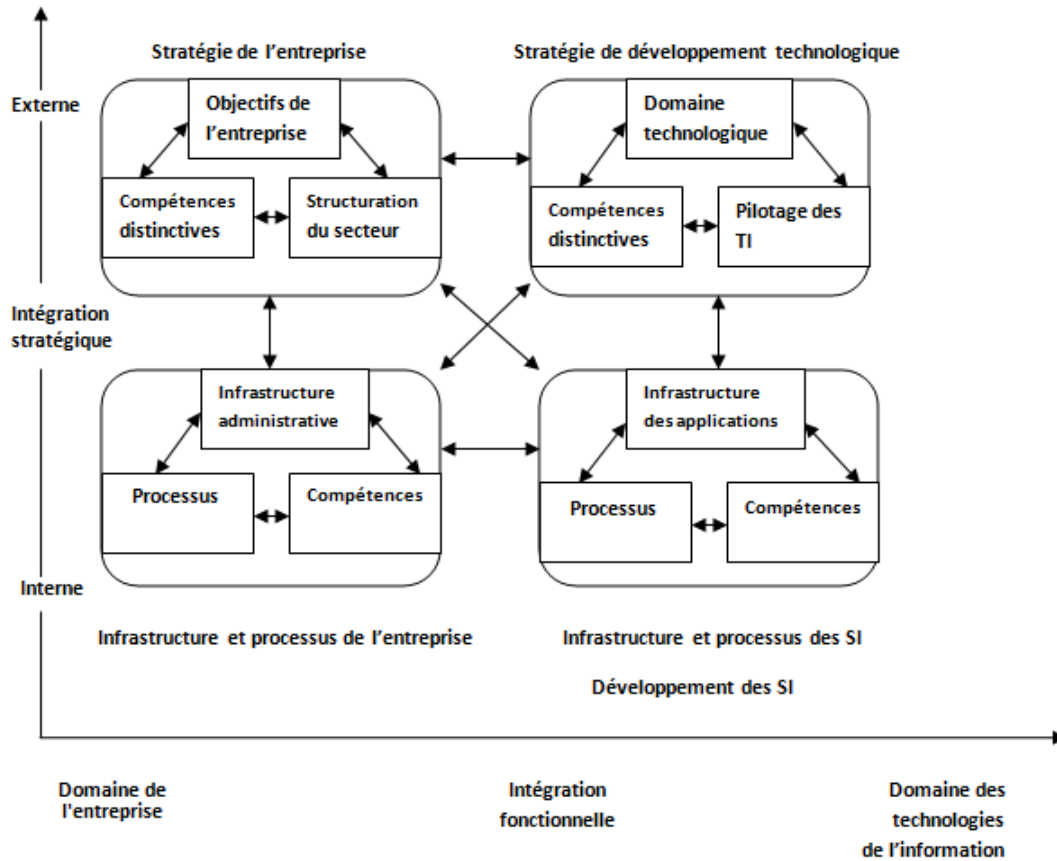 Stratégie de l’entreprise
Stratégie de développement technologique
Externe
Objectifs de
l’entreprise
Domaine
technologique
Compétences
distinctives
Structuration
du secteur
Compétences
distinctives
Pilotage des
TI
Intégration
stratégique
Infrastructure
administrative
Infrastructure
des applications
Processus
Compétences
Processus
Compétences
Interne
Infrastructure et processus de l’entreprise
Infrastructure et processus des SI
Développement des SI
Domaine de
l'entreprise
Intégration
fonctionnelle
Domaine des
technologies
de l’information